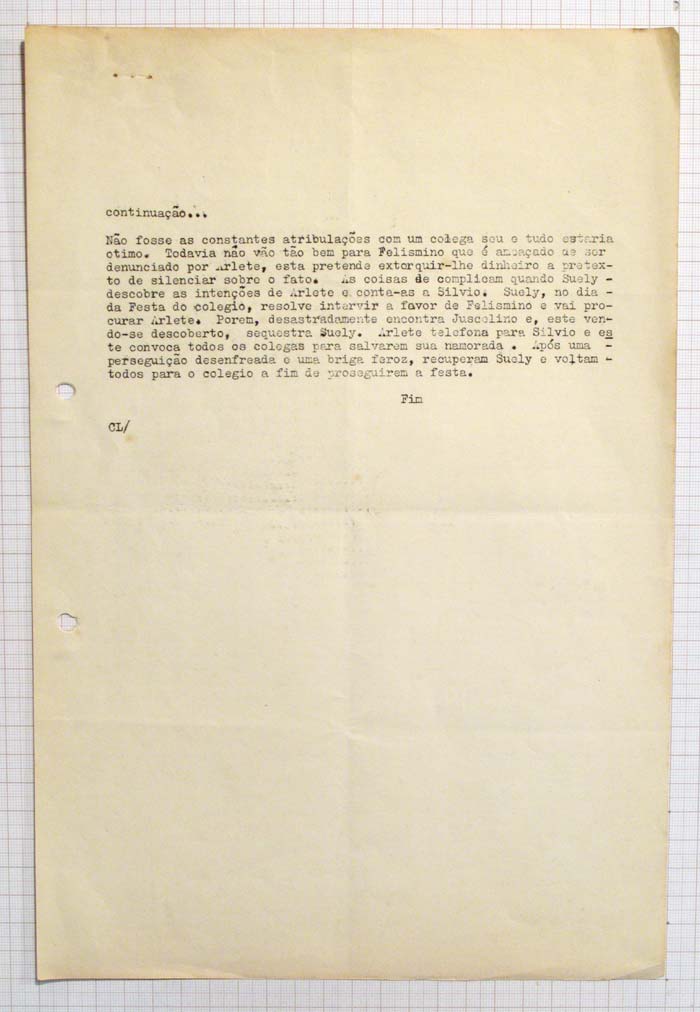 continuação...
Não fosse as constantes atribulações com um colega seu e tudo estaria
otimo. Todavia não vão tão bem para Felismino que é ameaçado de ser
denunciado por Arlete, esta pretende extorquir-lhe dinheiro a pretex-
to de silenciar sobre o fato. As coisas de complicam quando Suely -
descobre as intenções de Arlete e conta-as a Silvio. Suely, no dia -
da Festa do colegio, resolve intervir a favor de Felismino e vai pro-
curar Arlete. Porem, desastradamente encontra Juscolino e, este ven-
do-se descoberto, sequestra Suely. Arlete telefona para Silvio e es
te convoca todos os colegas para salvarem sua namorada . Após uma -
perseguição desenfreada e uma briga feroz, recuperam Suely e voltam -
todos para o colegio a fim de proseguirem a festa.
Fim
CL/